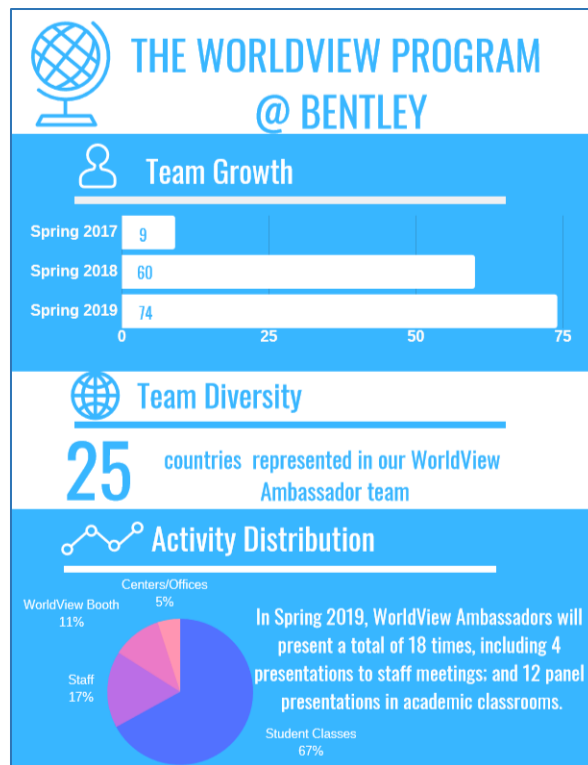 THE WORLDVIEW PROGRAM
@ BENTLEY
Team Growth
Spring 2017 9
Spring 2018 60
Spring 2019 74
0 25 50 75
Team Diversity
25
countries represented in our WorldView
Ambassador team
Activity Distribution
Centers/Offices
5%
WorldView Booth
11%
Staff
17%
Student Classes
67%
In Spring 2019, WorldView Ambassadors will
present a total of 18 times, including 4
presentations to staff meetings; and 12 panel
presentations in academic classrooms.